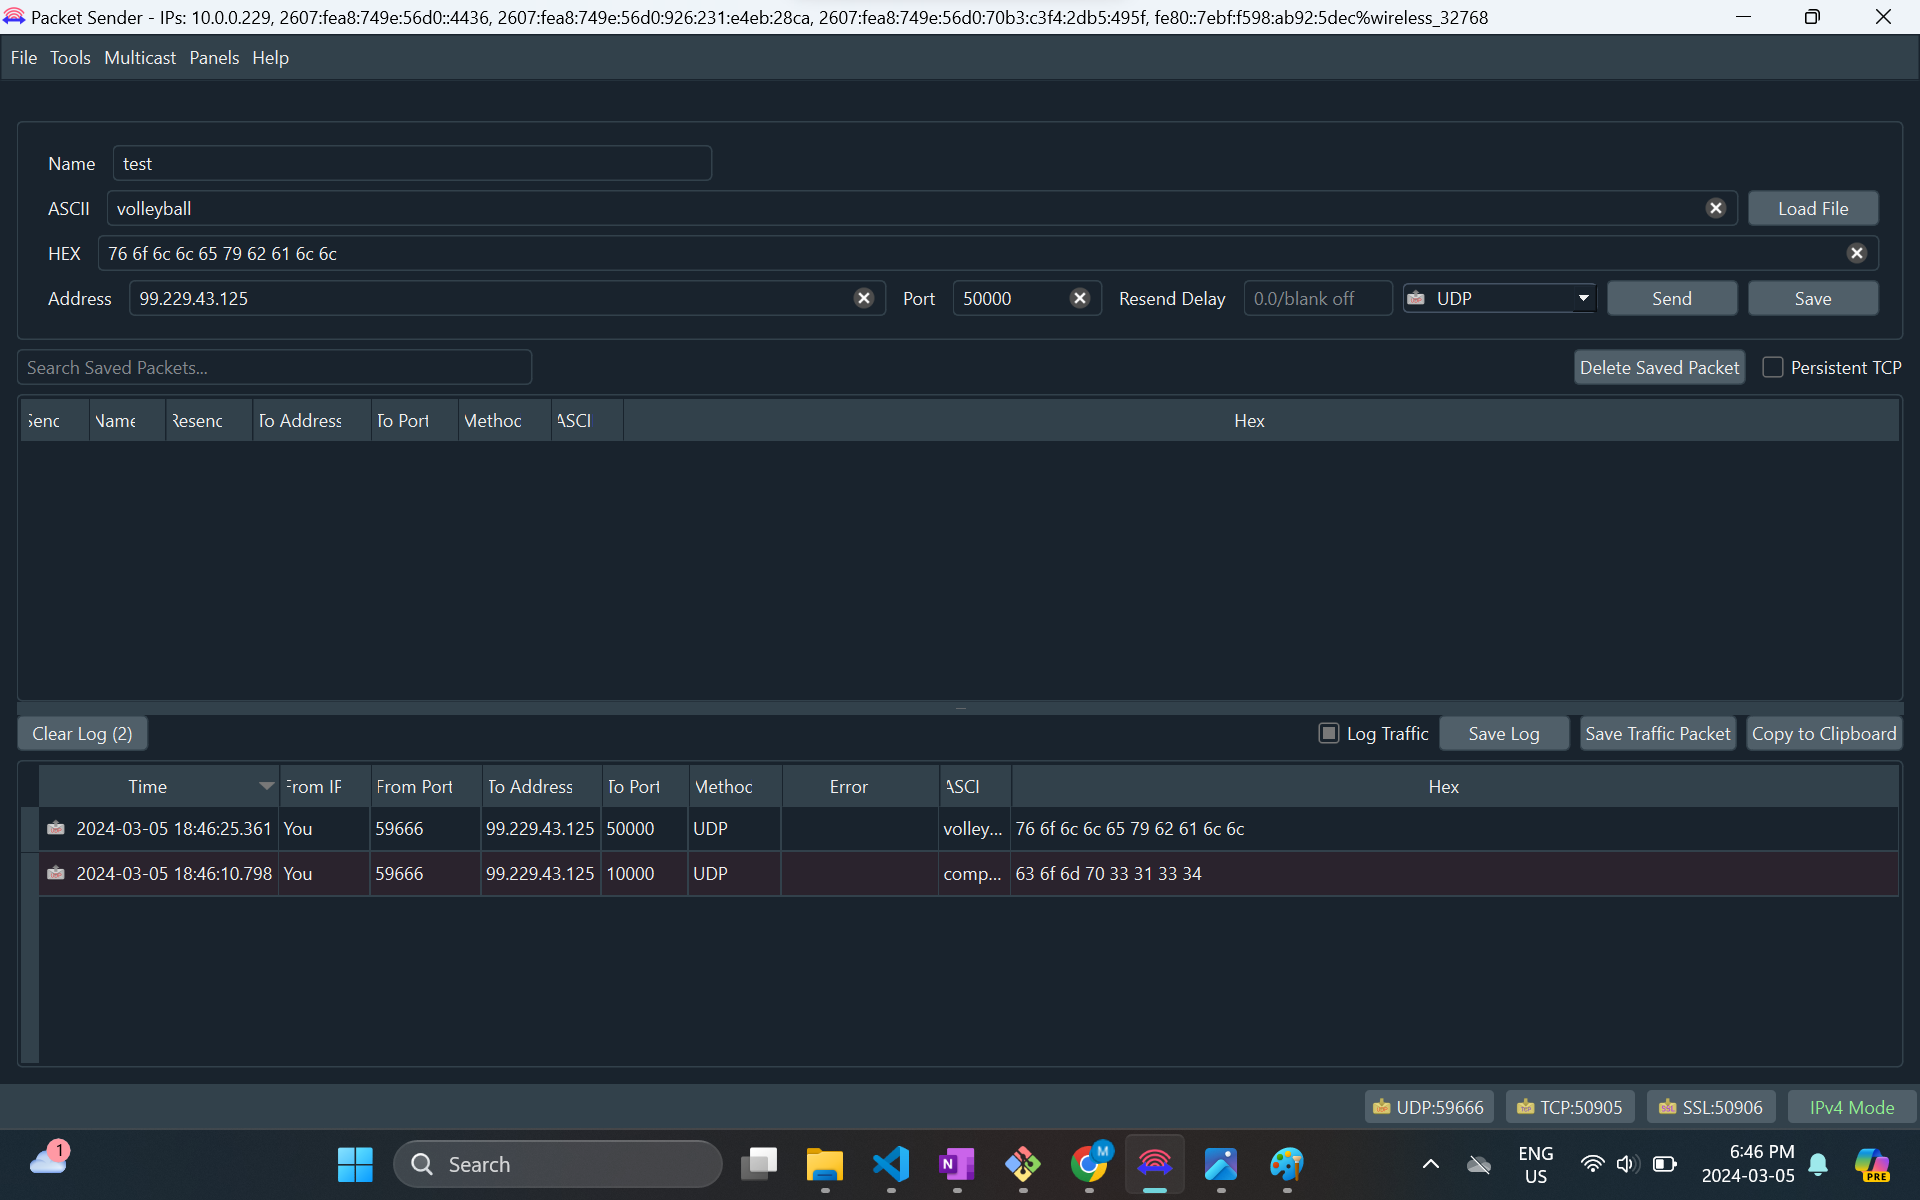 Packet Sender - IPs: 10.0.0.229, 2607:fea8:749e:56d0::4436, 2607:fea8:749e:56d0:926:231:e4eb:28ca, 2607:fea8:749e:56d0:70b3:c3f4:2db5:495f, fe80::7ebf:f598:ab92:5dec%wireless_32768
File Tools Multicast Panels Help
Name test
ASCII volleyball Load File
HEX 76 6f 6c 6c 65 79 62 61 6c 6c
Address 99.229.43.125 Port 50000 Resend Delay 0.0/blank off UDP Send Save
Search Saved Packets... Delete Saved Packet Persistent TCP
Senc Name Resenc To Address To Port Methoc ASCI Hex
Clear Log (2) Log Traffic Save Log Save Traffic Packet Copy to Clipboard
Time From IP From Port To Address To Port Methoc Error ASCI Hex
2024-03-05 18:46:25.361 You 59666 99.229.43.125 50000 UDP volley... 76 6f 6c 6c 65 79 62 61 6c 6c
2024-03-05 18:46:10.798 You 59666 99.229.43.125 10000 UDP comp... 63 6f 6d 70 33 31 33 34
UDP:59666 TCP:50905 SSL:50906 IPv4 Mode
1 Search M ENG 6:46 PM
US 2024-03-05 PRE